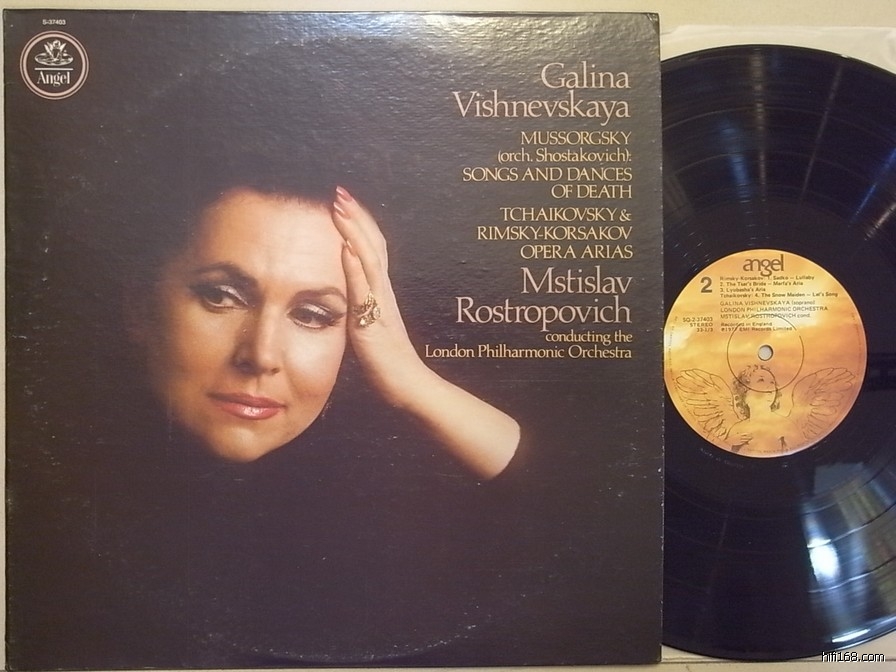 S-37403
Angel
Galina
Vishnevskaya
MUSSORGSKY
(orch. Shostakovich):
SONGS AND DANCES
OF DEATH
TCHAIKOVSKY &
RIMSKY-KORSAKOV
OPERA ARIAS
Mstislav
Rostropovich
conducting the
London Philharmonic Orchestra
angel
2
Rimsky-Korsakov: 1. Sadko — Lullaby
2. The Tsar's Bride — Marfa's Aria
3. Lyubasha's Aria
Tchaikovsky: 4. The Snow Maiden — Lel's Song
GALINA VISHNEVSKAYA (soprano)
LONDON PHILHARMONIC ORCHESTRA
MSTISLAV ROSTROPOVICH cond.
SQ-2-37403
STEREO
33-1/3
Recorded in England
EMI Records Limited
hifi168.com